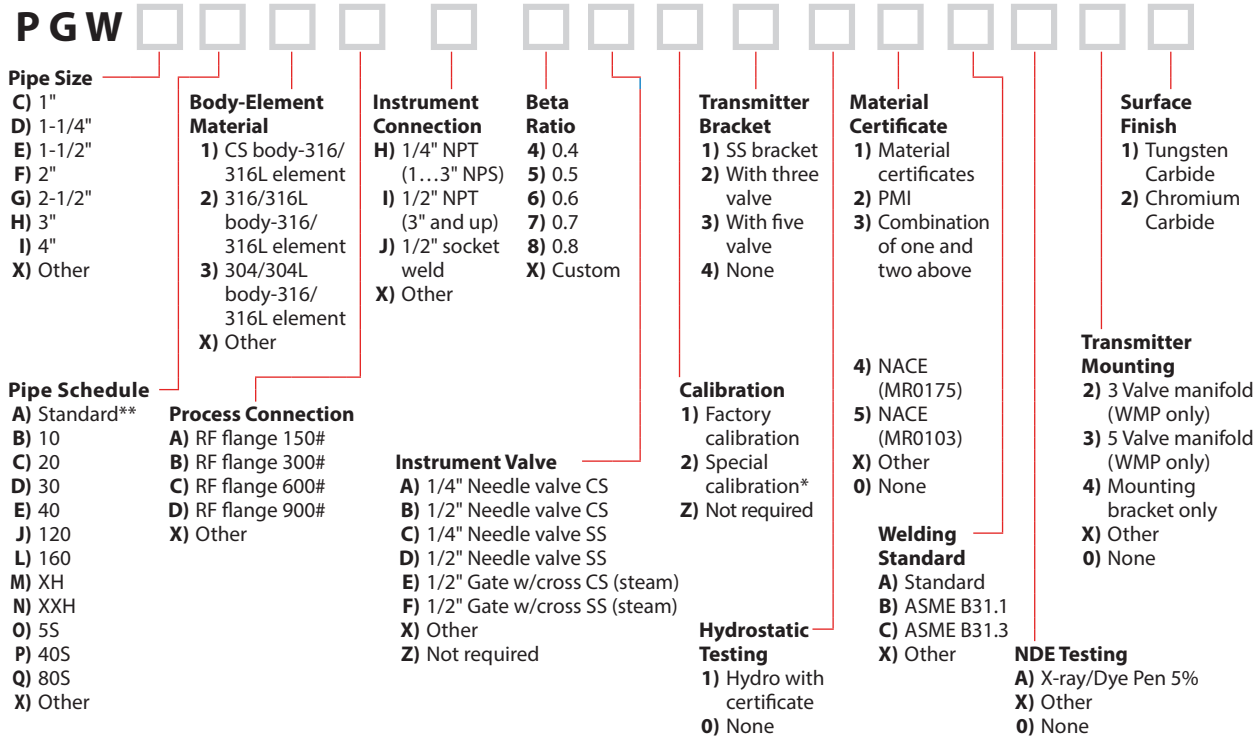 PGW
Pipe Size
C) 1"
D) 1-1/4"
E) 1-1/2"
F) 2"
G) 2-1/2"
H) 3"
I) 4"
X) Other
Pipe Schedule
A) Standard**
B) 10
C) 20
D) 30
E) 40
J) 120
L) 160
M) XH
N) XXH
O) 5S
P) 40S
Q) 80S
X) Other
Body-Element
Material
1) CS body-316/
316L element
2) 316/316L
body-316/
316L element
3) 304/304L
body-316/
316L element
X) Other
Process Connection
A) RF flange 150#
B) RF flange 300#
C) RF flange 600#
D) RF flange 900#
X) Other
Instrument
Connection
H) 1/4" NPT
(1…3" NPS)
I) 1/2" NPT
(3" and up)
J) 1/2" socket
weld
X) Other
Beta
Ratio
4) 0.4
5) 0.5
6) 0.6
7) 0.7
8) 0.8
X) Custom
Instrument Valve
A) 1/4" Needle valve CS
B) 1/2" Needle valve CS
C) 1/4" Needle valve SS
D) 1/2" Needle valve SS
E) 1/2" Gate w/cross CS (steam)
F) 1/2" Gate w/cross SS (steam)
X) Other
Z) Not required
Calibration
1) Factory
calibration
2) Special
calibration*
Z) Not required
Transmitter
Bracket
1) SS bracket
2) With three
valve
3) With five
valve
4) None
Hydrostatic
Testing
1) Hydro with
certificate
0) None
Material
Certificate
1) Material
certificates
2) PMI
3) Combination
of one and
two above
4) NACE
(MR0175)
5) NACE
(MR0103)
X) Other
0) None
Welding
Standard
A) Standard
B) ASME B31.1
C) ASME B31.3
X) Other
NDE Testing
A) X-ray/Dye Pen 5%
X) Other
0) None
Transmitter
Mounting
2) 3 Valve manifold
(WMP only)
3) 5 Valve manifold
(WMP only)
4) Mounting
bracket only
X) Other
0) None
Surface
Finish
1) Tungsten
Carbide
2) Chromium
Carbide